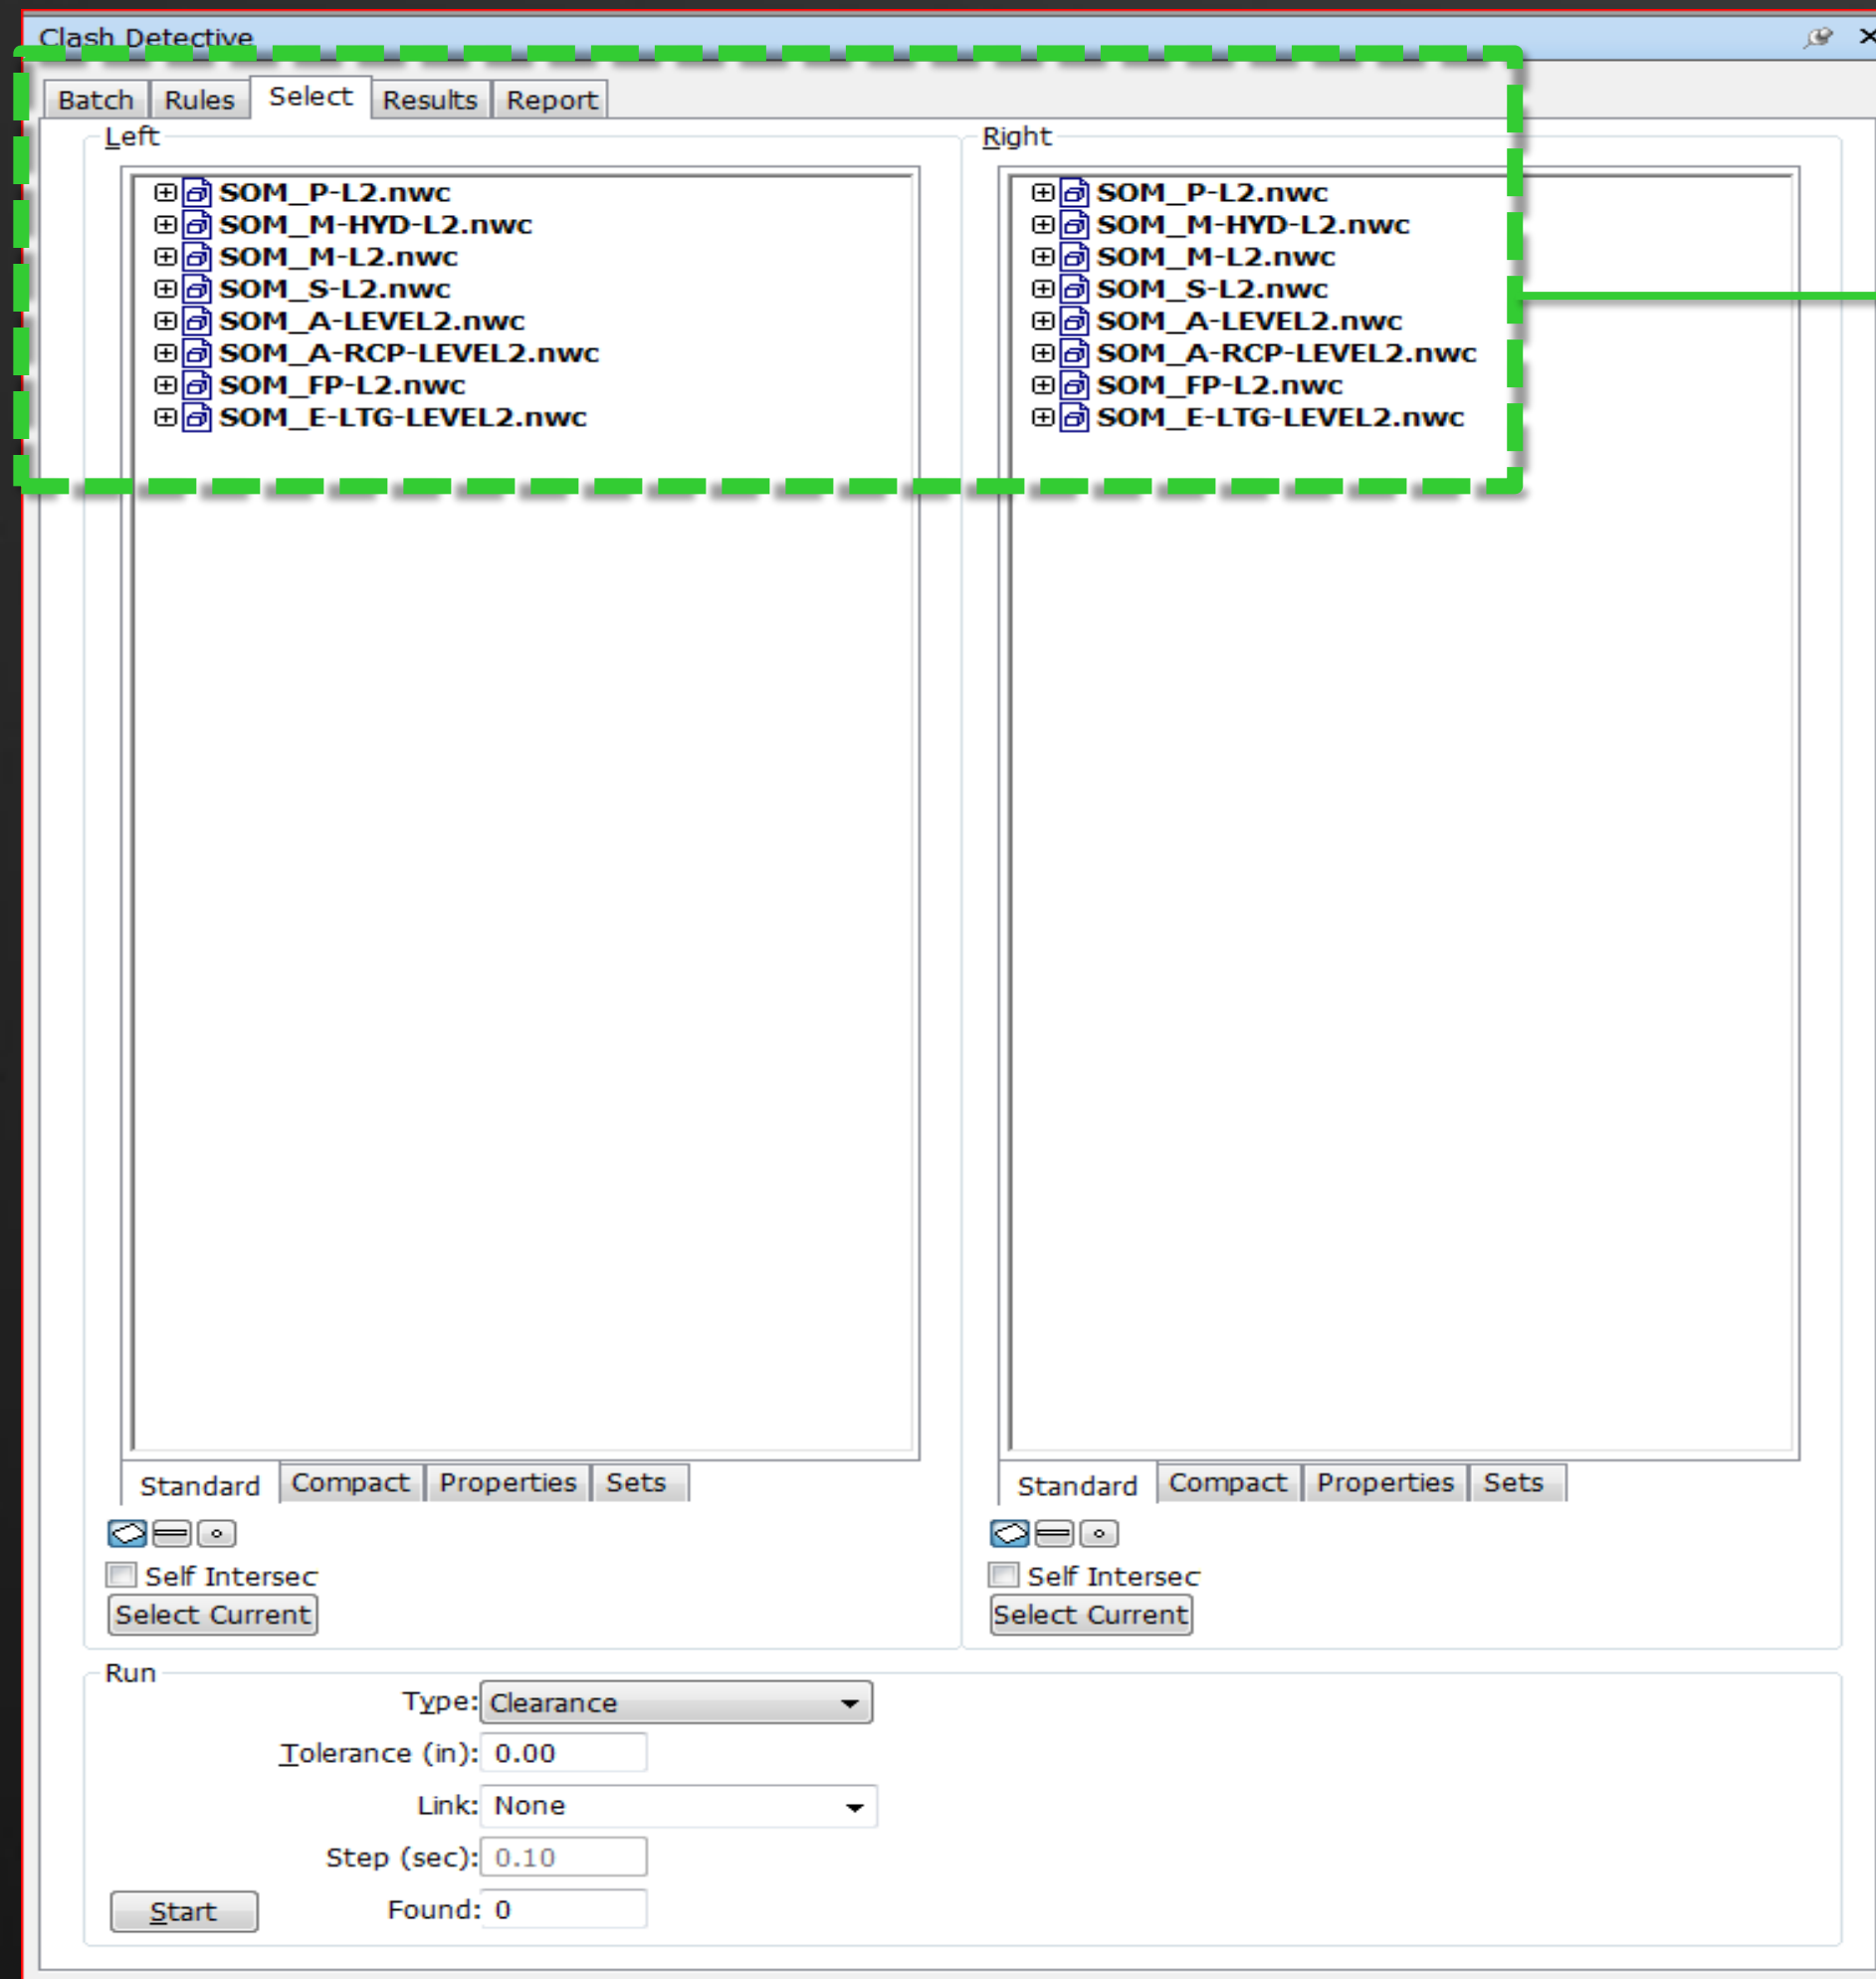 Clash Detective
Batch Rules Select Results Report
Left
SOM_P-L2.nwc
SOM_M-HYD-L2.nwc
SOM_M-L2.nwc
SOM_S-L2.nwc
SOM_A-LEVEL2.nwc
SOM_A-RCP-LEVEL2.nwc
SOM_FP-L2.nwc
SOM_E-LTG-LEVEL2.nwc
Standard Compact Properties Sets
Self Intersec
Select Current
Right
SOM_P-L2.nwc
SOM_M-HYD-L2.nwc
SOM_M-L2.nwc
SOM_S-L2.nwc
SOM_A-LEVEL2.nwc
SOM_A-RCP-LEVEL2.nwc
SOM_FP-L2.nwc
SOM_E-LTG-LEVEL2.nwc
Standard Compact Properties Sets
Self Intersec
Select Current
Run
Type: Clearance
Tolerance (in): 0.00
Link: None
Step (sec): 0.10
Start Found: 0